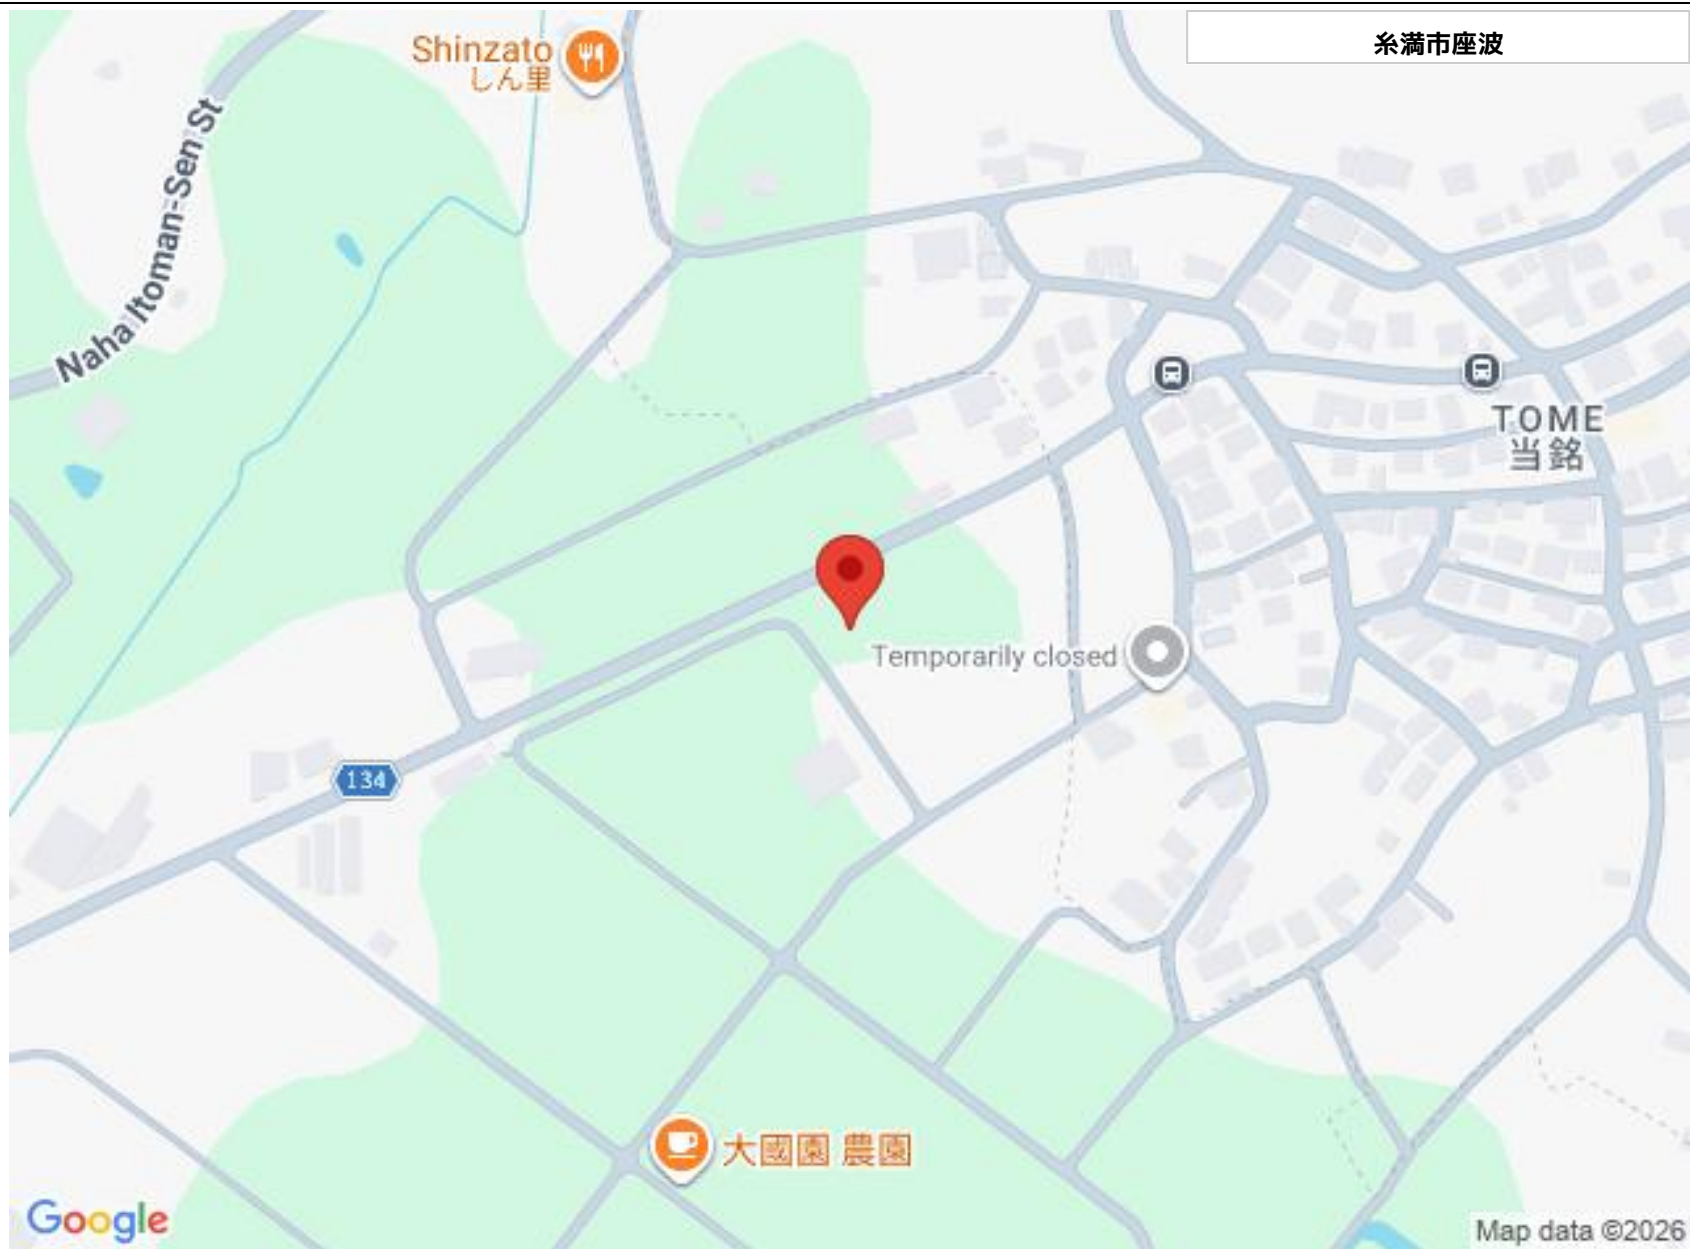 糸満市座波
Shinzato
しん里
Naha Itoman-Sen St
TOME
当銘
Temporarily closed
134
大國園 農園
Google
Map data ©2026